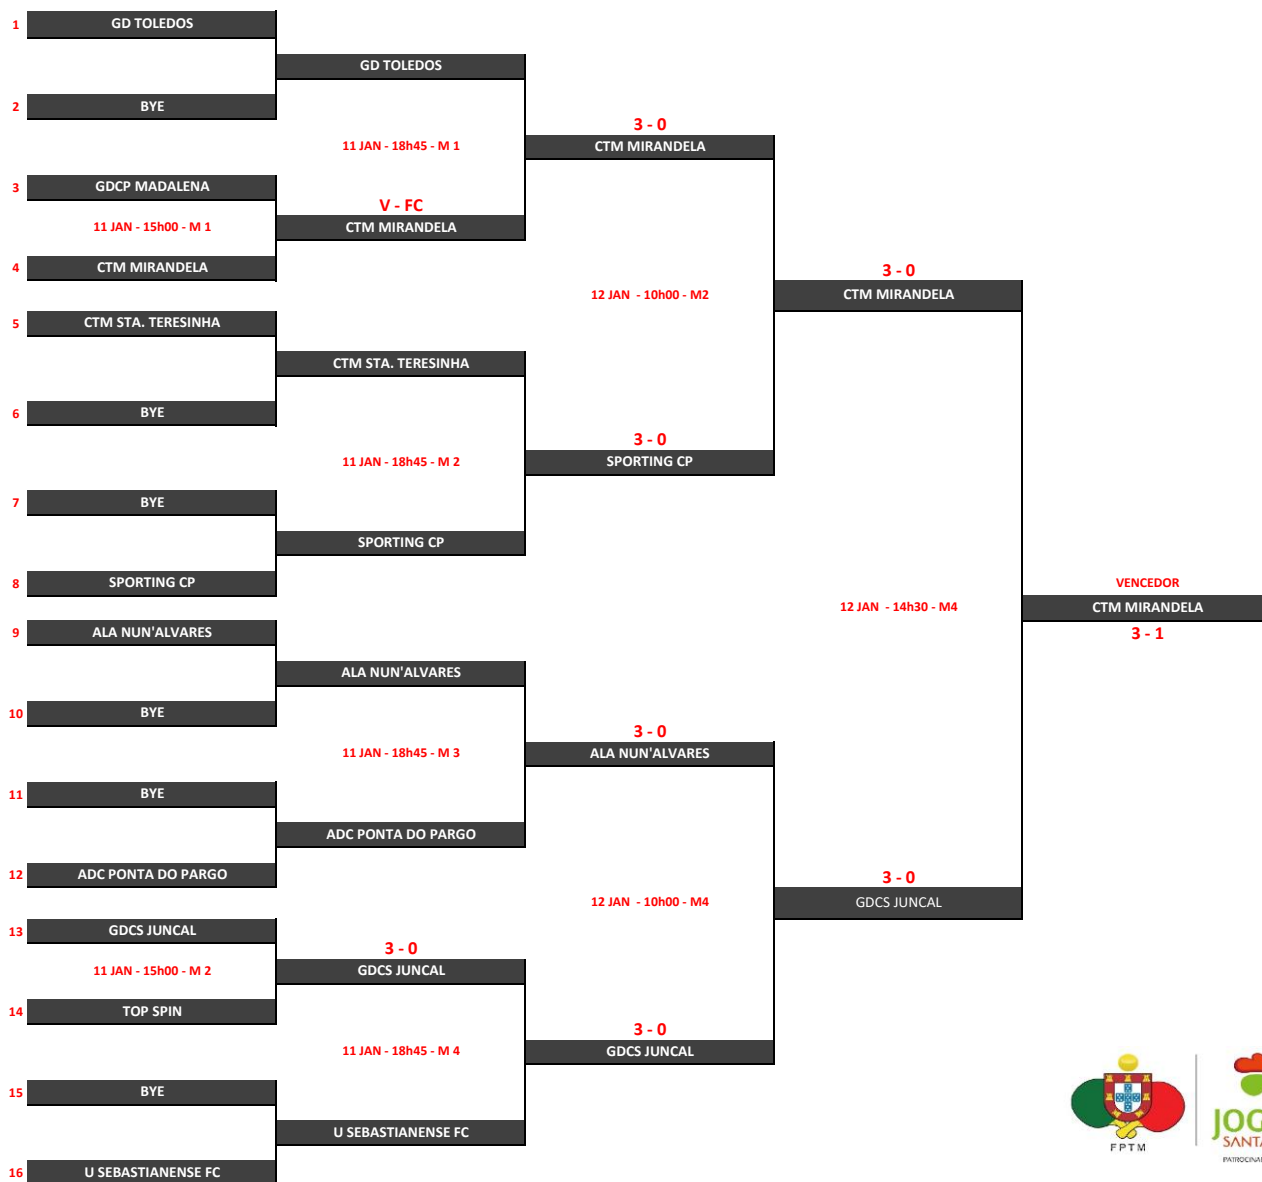 1 GD TOLEDOS
GD TOLEDOS
2 BYE
3 - 0
11 JAN - 18h45 - M 1
CTM MIRANDELA
3 GDCP MADALENA
V - FC
11 JAN - 15h00 - M 1
CTM MIRANDELA
4 CTM MIRANDELA
3 - 0
12 JAN - 10h00 - M2
CTM MIRANDELA
5 CTM STA. TERESINHA
CTM STA. TERESINHA
6 BYE
3 - 0
11 JAN - 18h45 - M 2
SPORTING CP
7 BYE
SPORTING CP
8 SPORTING CP
VENCEDOR
12 JAN - 14h30 - M4
CTM MIRANDELA
3 - 1
9 ALA NUN'ALVARES
ALA NUN'ALVARES
10 BYE
3 - 0
11 JAN - 18h45 - M 3
ALA NUN'ALVARES
11 BYE
ADC PONTA DO PARGO
12 ADC PONTA DO PARGO
3 - 0
12 JAN - 10h00 - M4
GDCS JUNCAL
13 GDCS JUNCAL
3 - 0
11 JAN - 15h00 - M 2
GDCS JUNCAL
14 TOP SPIN
3 - 0
11 JAN - 18h45 - M 4
GDCS JUNCAL
15 BYE
U SEBASTIANENSE FC
16 U SEBASTIANENSE FC
FPTM